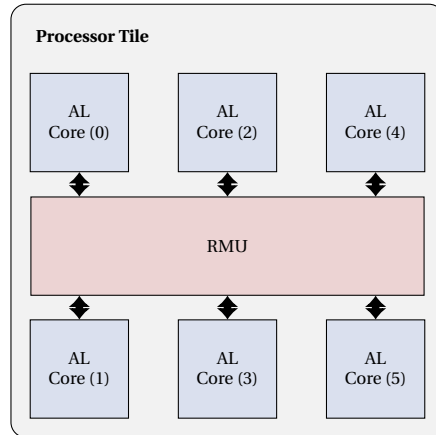 Processor Tile
AL
Core (0)
AL
Core (2)
AL
Core (4)
RMU
AL
Core (1)
AL
Core (3)
AL
Core (5)